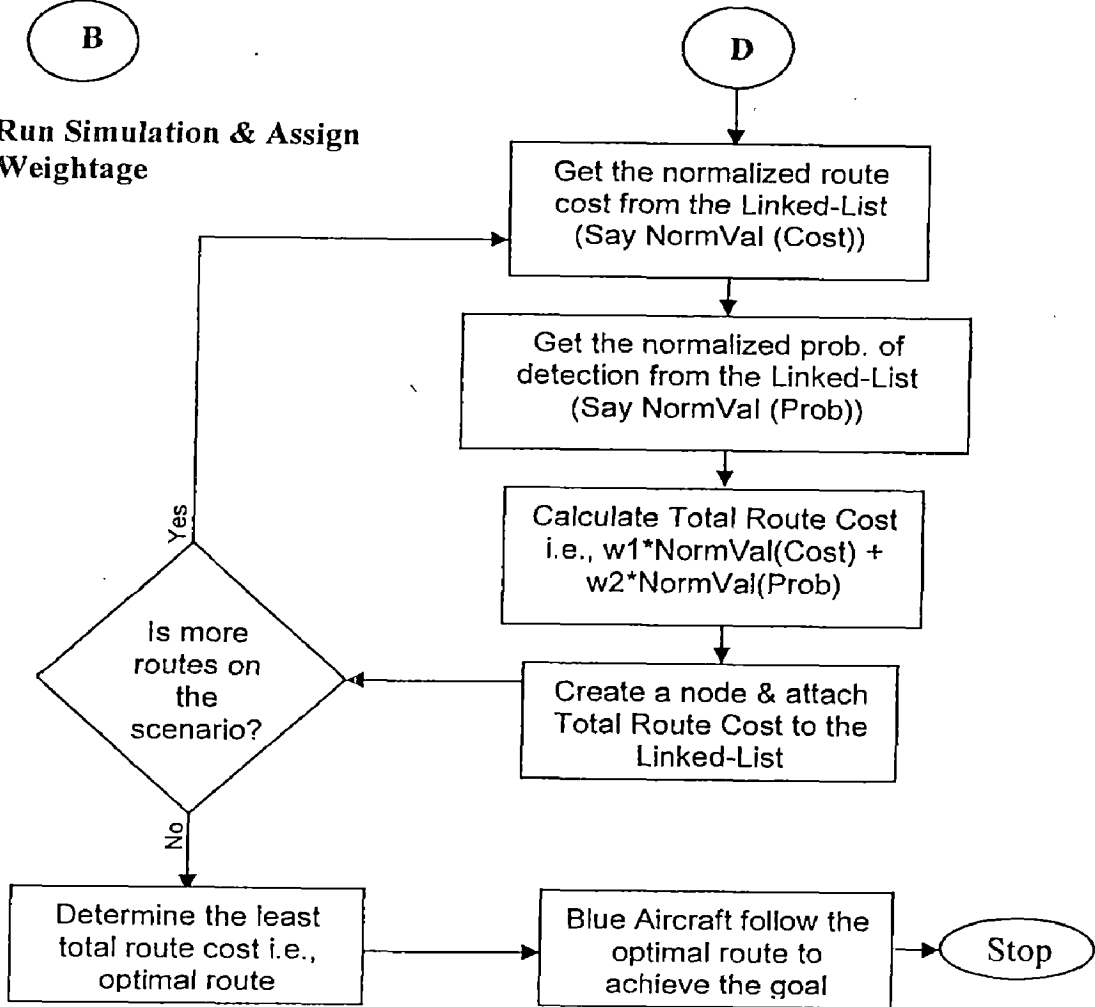 B
D
Run Simulation & Assign
Weightage
Get the normalized route
cost from the Linked-List
(Say NormVal (Cost))
Get the normalized prob. of
detection from the Linked-List
(Say NormVal (Prob))
Calculate Total Route Cost
i.e., w1*NormVal(Cost) +
w2*NormVal(Prob)
Create a node & attach
Total Route Cost to the
Linked-List
Yes
Is more
routes on
the
scenario?
No
Determine the least
total route cost i.e.,
optimal route
Blue Aircraft follow the
optimal route to
achieve the goal
Stop